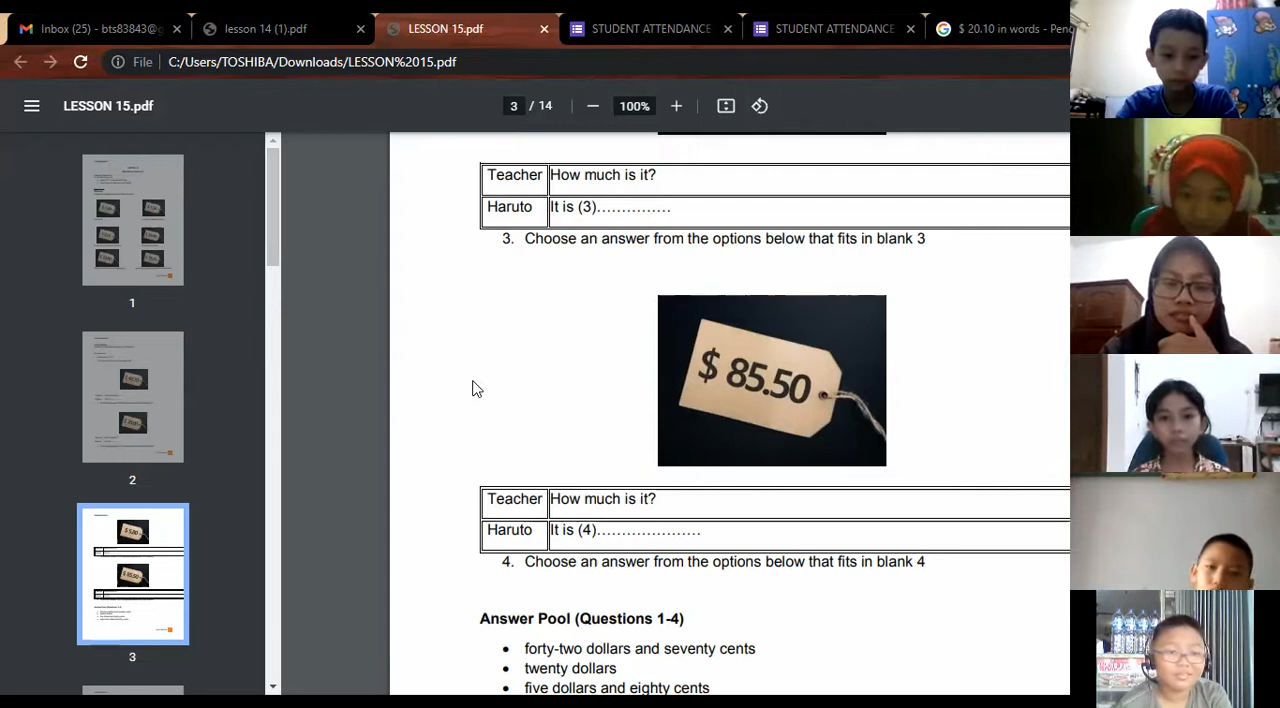 Inbox (25) - bts83843@g
lesson 14 (1).pdf
LESSON 15.pdf
STUDENT ATTENDANCE
STUDENT ATTENDANCE
$ 20.10 in words - Penc
File
C:/Users/TOSHIBA/Downloads/LESSON%2015.pdf
LESSON 15.pdf
3 / 14
100%
1
2
3
Teacher How much is it?
Haruto It is (3)……………
3. Choose an answer from the options below that fits in blank 3
$ 85.50
Teacher How much is it?
Haruto It is (4)…………………
4. Choose an answer from the options below that fits in blank 4
Answer Pool (Questions 1-4)
• forty-two dollars and seventy cents
• twenty dollars
• five dollars and eighty cents